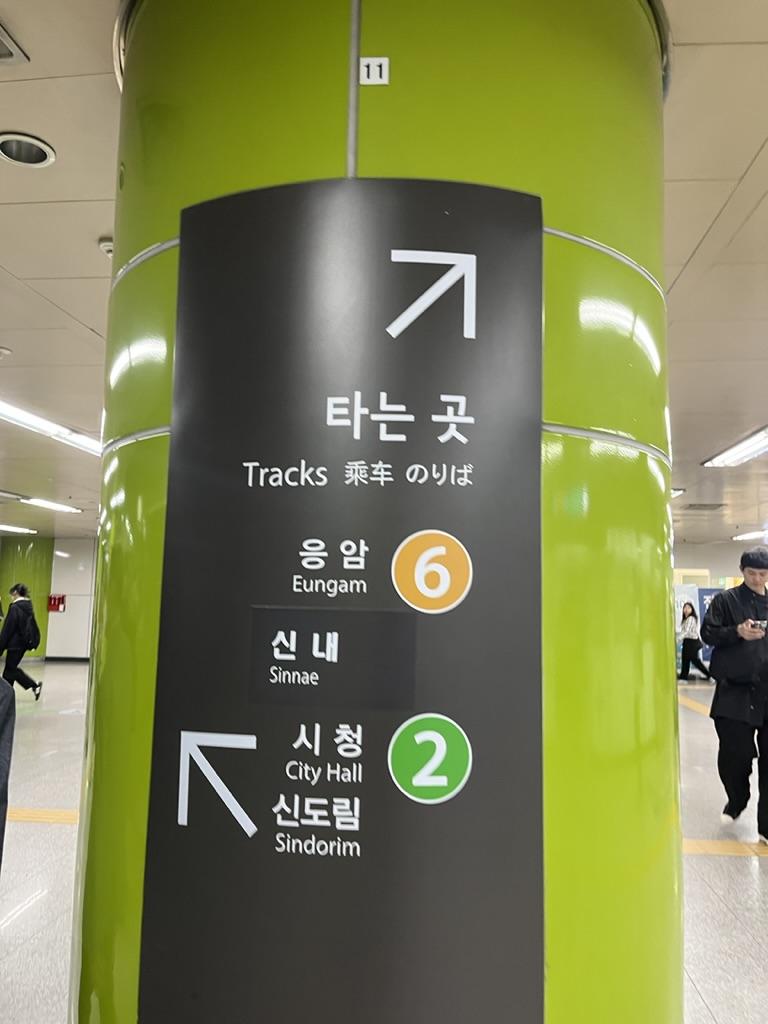 11
타는 곳
Tracks 乘车 のりば
응암
Eungam
6
신내
Sinnae
시청
City Hall
2
신도림
Sindorim